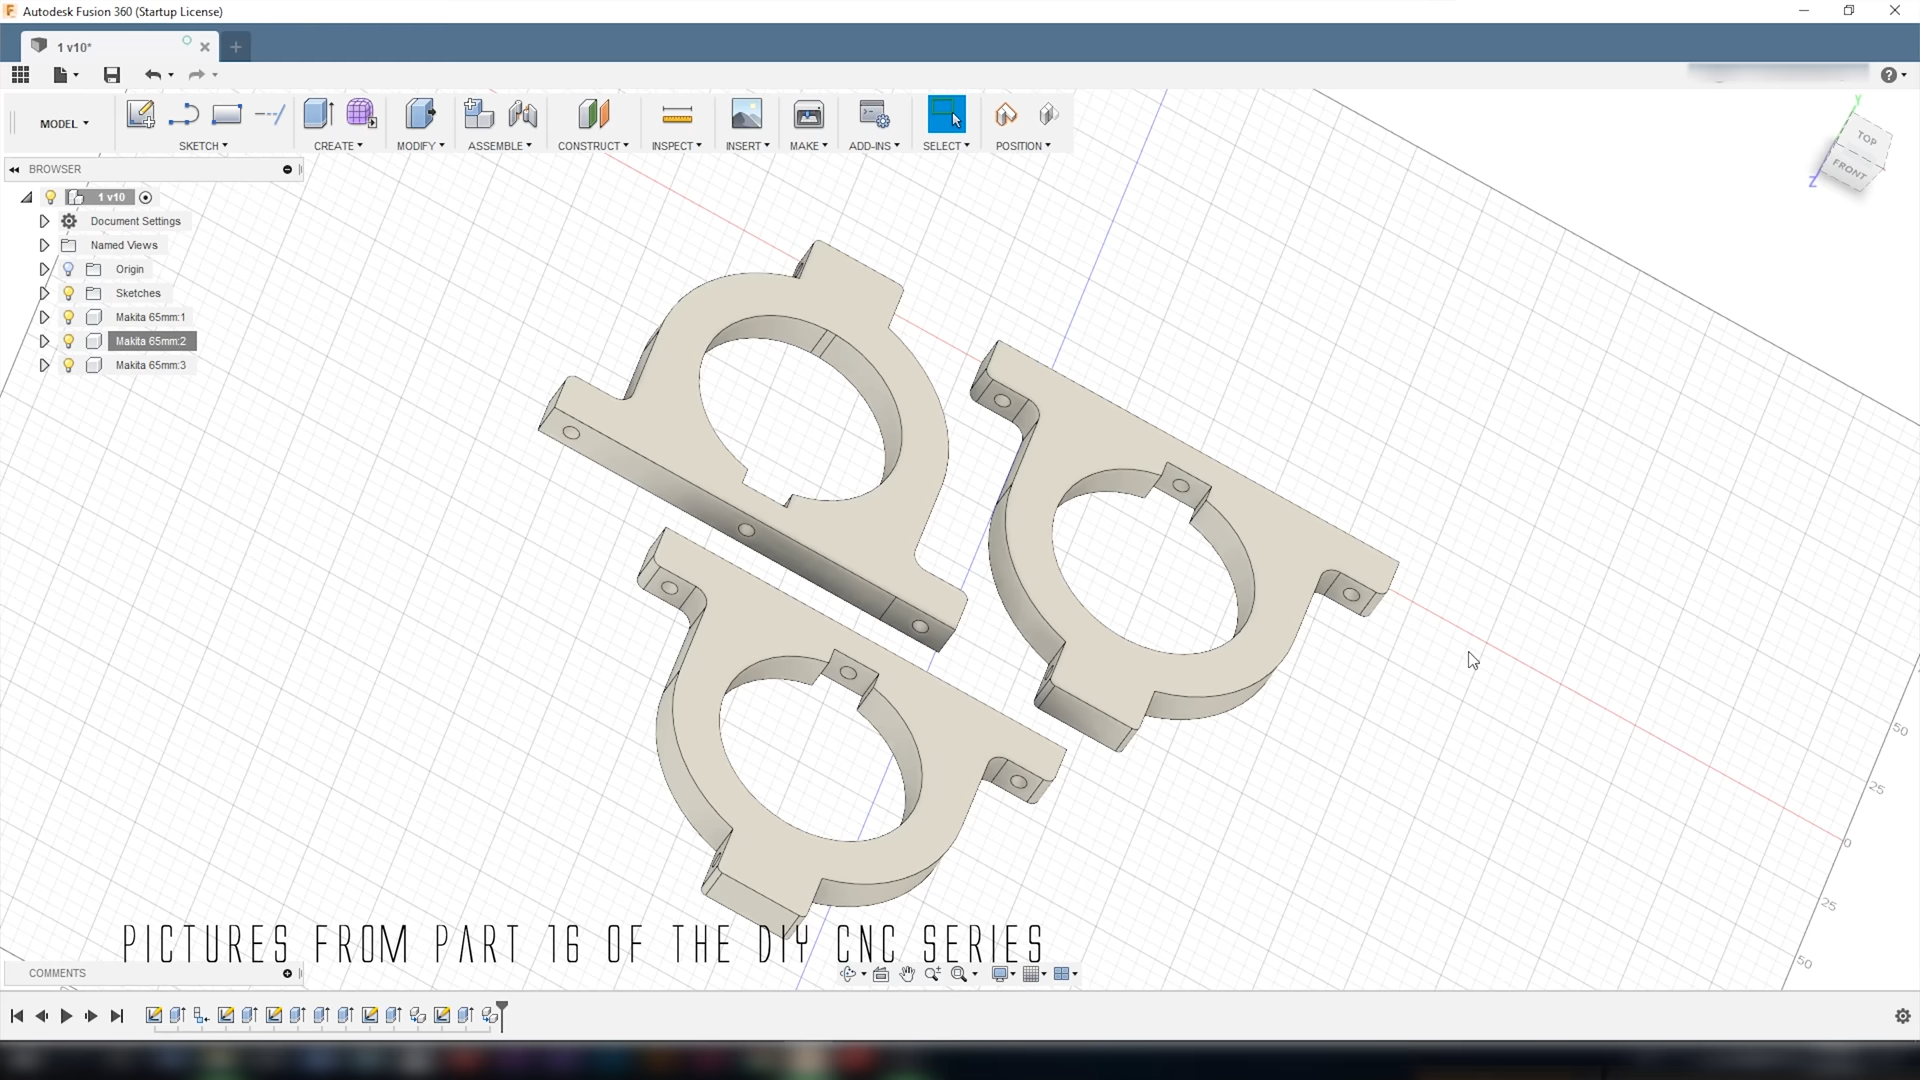 Autodesk Fusion 360 (Startup License)
1 v10*
MODEL
SKETCH
CREATE
MODIFY
ASSEMBLE
CONSTRUCT
INSPECT
INSERT
MAKE
ADD-INS
SELECT
POSITION
BROWSER
1 v10
Document Settings
Named Views
Origin
Sketches
Makita 65mm:1
Makita 65mm:2
Makita 65mm:3
Y
TOP
FRONT
Z
50
25
0
25
50
PICTURES FROM PART 16 OF THE DIY CNC SERIES
COMMENTS